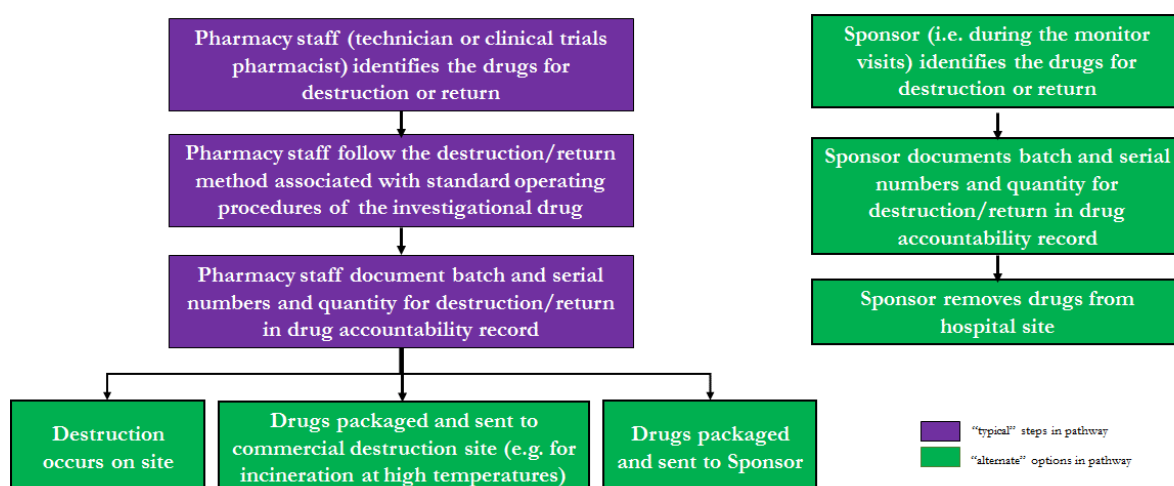 Pharmacy staff (technician or clinical trials
pharmacist) identifies the drugs for
destruction or return
Pharmacy staff follow the destruction/return
method associated with standard operating
procedures of the investigational drug
Pharmacy staff document batch and serial
numbers and quantity for destruction/return
in drug accountability record
Destruction
occurs on site
Drugs packaged and sent to
commercial destruction site (e.g. for
incineration at high temperatures)
Drugs packaged
and sent to Sponsor
Sponsor (i.e. during the monitor
visits) identifies the drugs for
destruction or return
Sponsor documents batch and serial
numbers and quantity for
destruction/return in drug
accountability record
Sponsor removes drugs from
hospital site
“typical” steps in pathway
“alternate” options in pathway